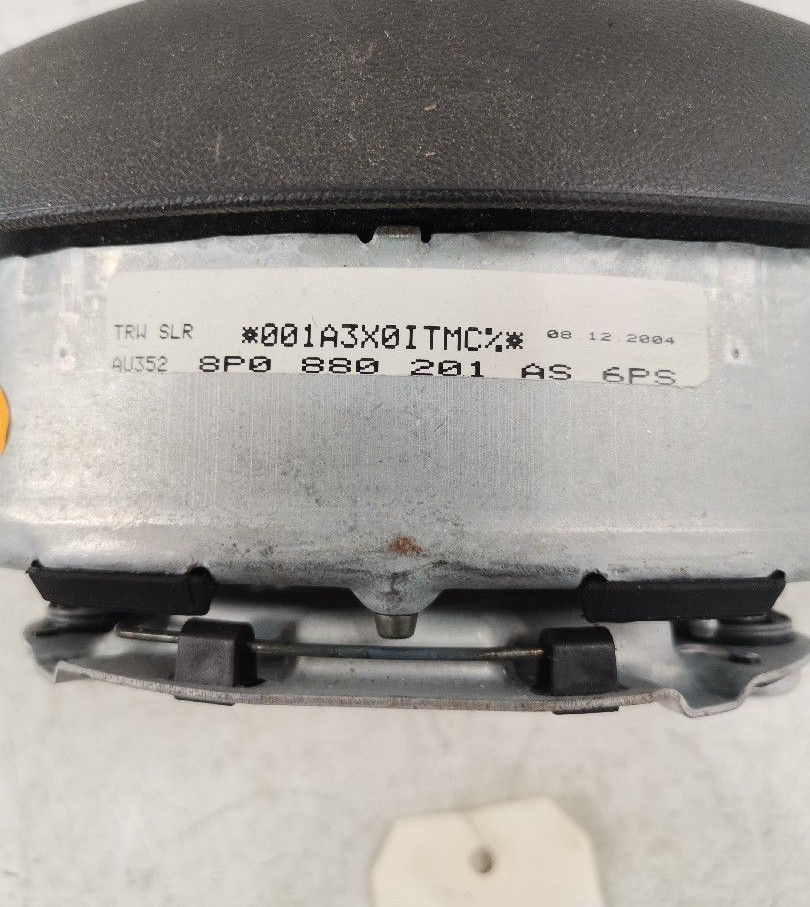 TRW SLR *001A3X0ITMC%* 08.12.2004
AU352 8P0 880 201 AS 6PS